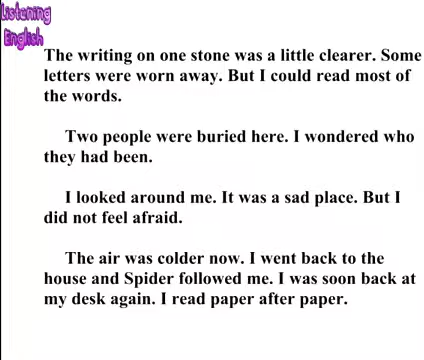 Listening
English
The writing on one stone was a little clearer. Some
letters were worn away. But I could read most of
the words.
Two people were buried here. I wondered who
they had been.
I looked around me. It was a sad place. But I
did not feel afraid.
The air was colder now. I went back to the
house and Spider followed me. I was soon back at
my desk again. I read paper after paper.